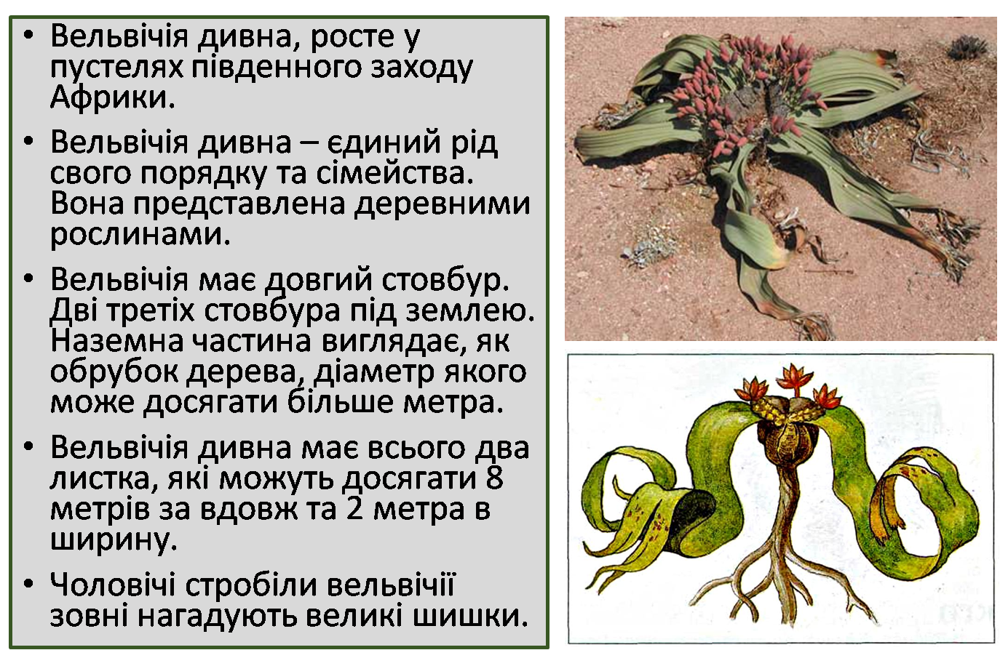 • Вельвічія дивна, росте у
пустелях південного заходу
Африки.
• Вельвічія дивна – єдиний рід
свого порядку та сімейства.
Вона представлена деревними
рослинами.
• Вельвічія має довгий стовбур.
Дві третіх стовбура під землею.
Наземна частина виглядає, як
обрубок дерева, діаметр якого
може досягати більше метра.
• Вельвічія дивна має всього два
листка, які можуть досягати 8
метрів за вдовж та 2 метра в
ширину.
• Чоловічі стробіли вельвічії
зовні нагадують великі шишки.